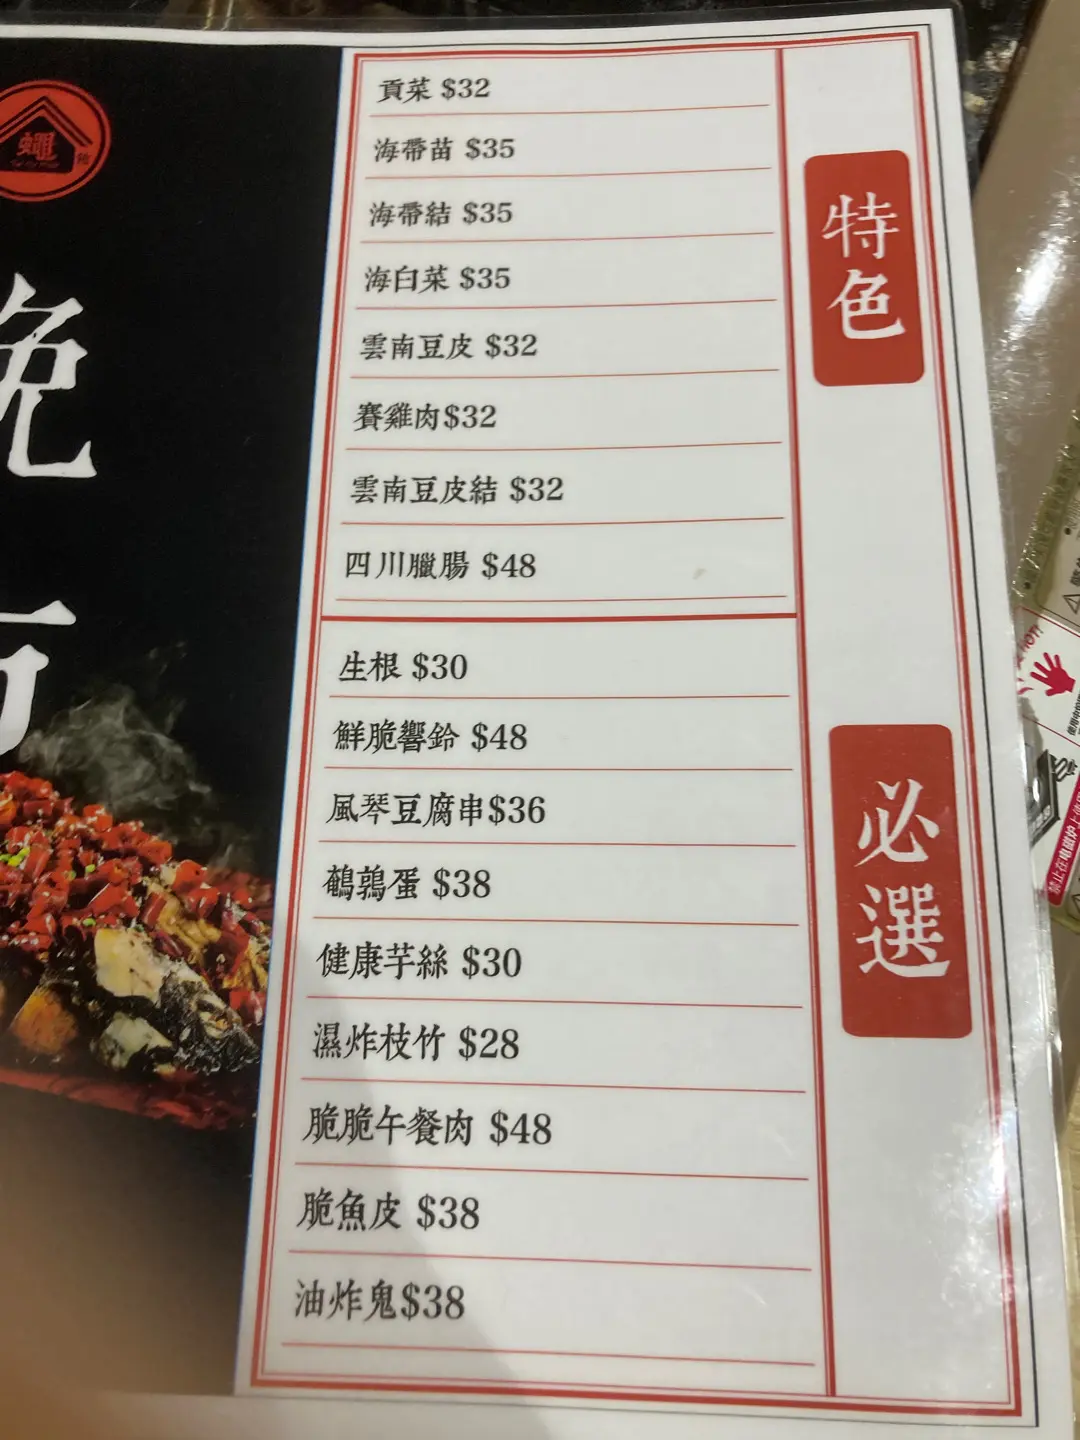 貢菜 $32
海帶苗 $35
海帶結 $35
海白菜 $35
雲南豆皮 $32
賽雞肉$32
雲南豆皮結 $32
四川臘腸 $48
特色
生根 $30
鮮脆響鈴 $48
風琴豆腐串$36
鵪鶉蛋 $38
健康芋絲 $30
濕炸枝竹 $28
脆脆午餐肉 $48
脆魚皮 $38
油炸鬼$38
必選